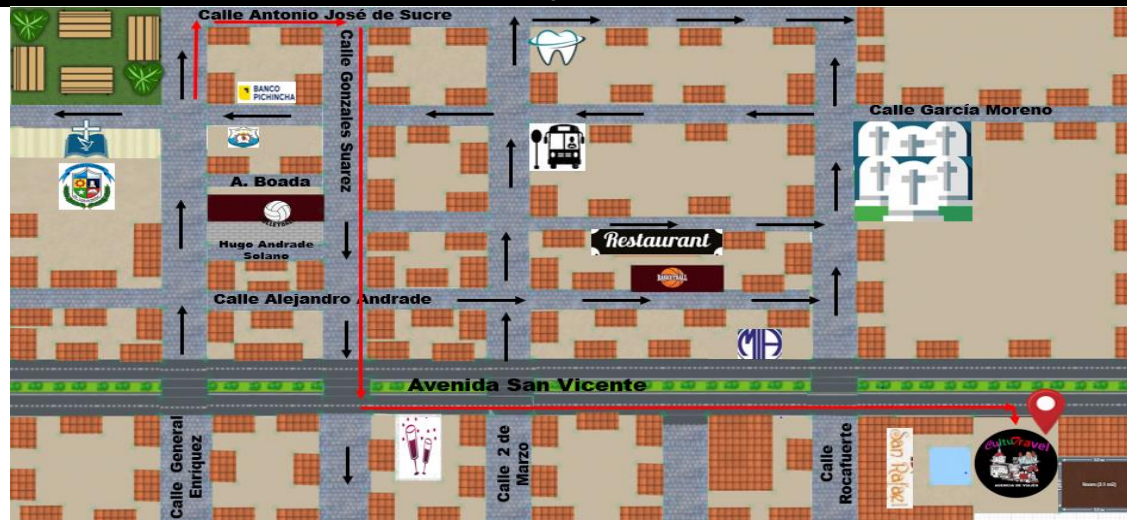 Calle Antonio José de Sucre
Calle Gonzales Suarez
BANCO
PICHINCHA
Calle García Moreno
A. Boada
Hugo Andrade
Solano
Restaurant
BASKETBALL
Calle Alejandro Andrade
MIA
Avenida San Vicente
Calle General
Enríquez
Calle 2 de
Marzo
Calle
Rocafuerte
San Rafael
CultuTravel
AGENCIA DE VIAJES